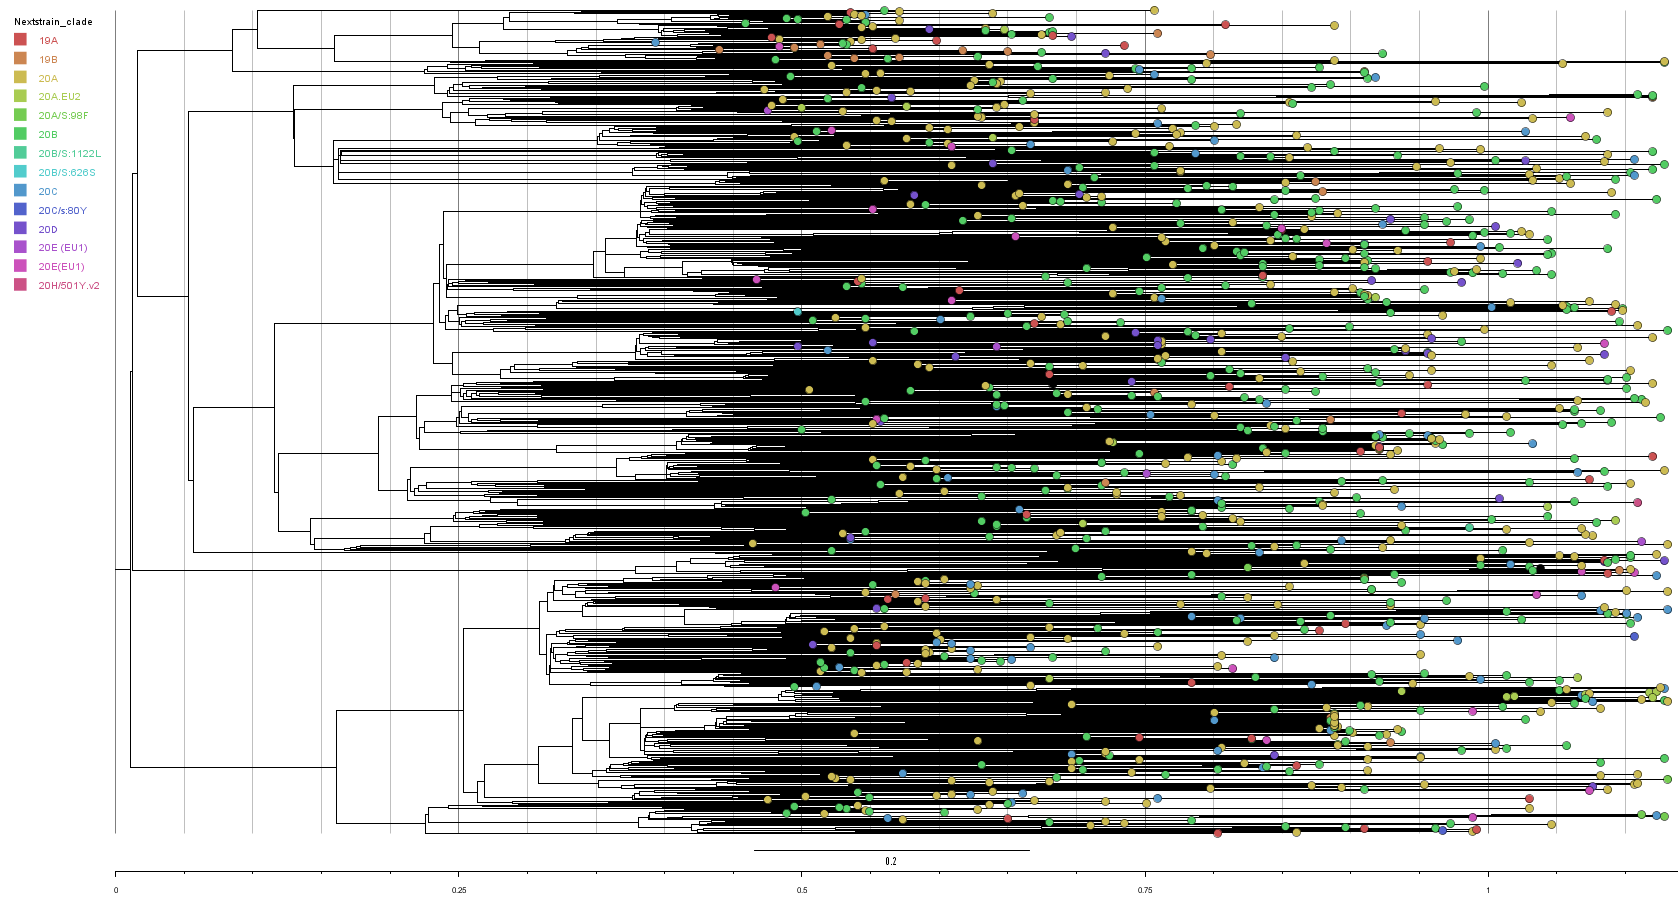 Nextstrain_clade
19A
19B
20A
20A.EU2
20A/S:98F
20B
20B/S:1122L
20B/S:626S
20C
20C/s:80Y
20D
20E (EU1)
20E(EU1)
20H/501Y.v2
0.2
0 0.25 0.5 0.75 1